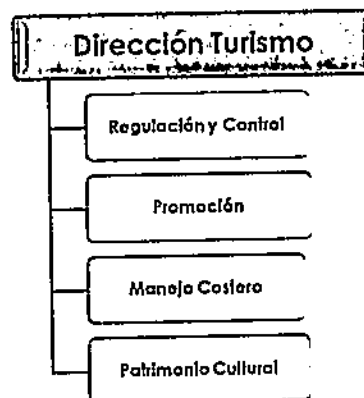 Dirección Turismo
Regulación y Control
Promoción
Manejo Costero
Patrimonio Cultural